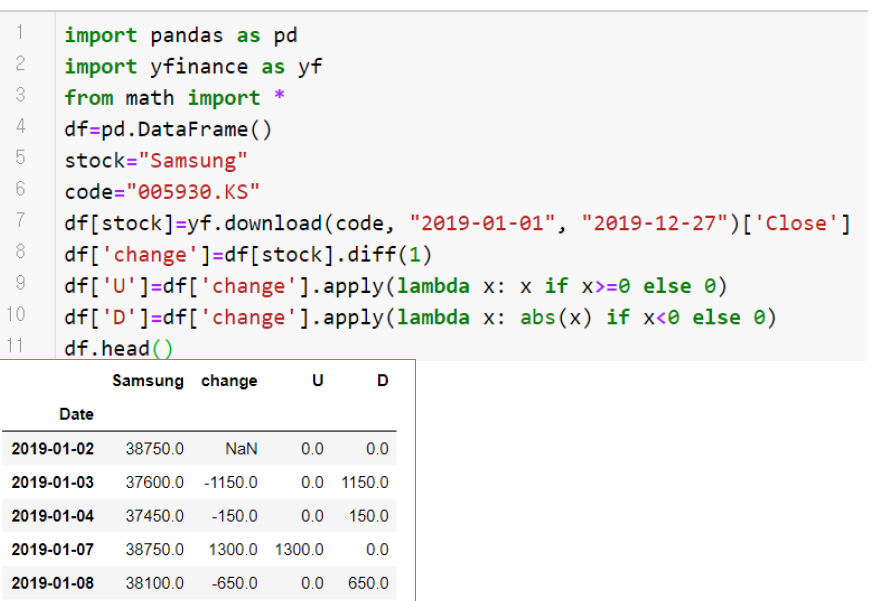 1 import pandas as pd
2 import yfinance as yf
3 from math import *
4 df=pd.DataFrame()
5 stock="Samsung"
6 code="005930.KS"
7 df[stock]=yf.download(code, "2019-01-01", "2019-12-27")['Close']
8 df['change']=df[stock].diff(1)
9 df['U']=df['change'].apply(lambda x: x if x>=0 else 0)
10 df['D']=df['change'].apply(lambda x: abs(x) if x<0 else 0)
11 df.head()
Samsung change U D
Date
2019-01-02 38750.0 NaN 0.0 0.0
2019-01-03 37600.0 -1150.0 0.0 1150.0
2019-01-04 37450.0 -150.0 0.0 150.0
2019-01-07 38750.0 1300.0 1300.0 0.0
2019-01-08 38100.0 -650.0 0.0 650.0